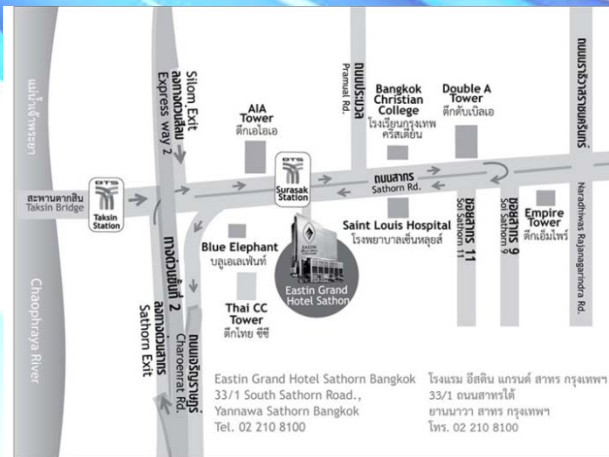 แม่น้ำเจ้าพระยา
Chaophraya River
สะพานตากสิน
Taksin Bridge
BTS
Taksin
Station
Silom Exit
Express way 2
ลงทางด่วนสีลม
ทางด่วนขั้นที่ 2
ลงทางด่วนสาทร
Sathorn Exit
ถนนเจริญราษฎร์
Charoenrat Rd.
AIA
Tower
ตึกเอไอเอ
BTS
Surasak
Station
ถนนประมวล
Pramual Rd.
Bangkok
Christian
College
โรงเรียนกรุงเทพ
คริสเตียน
Double A
Tower
ตึกดับเบิลเอ
ถนนนราธิวาสราชนครินทร์
Naradhiwas Rajanagarindra Rd.
ถนนสาทร
Sathorn Rd.
Blue Elephant
บลูเอเลเฟ่นท์
Thai CC
Tower
ตึกไทย ซีซี
EASTIN
Eastin Grand
Hotel Sathon
Saint Louis Hospital
โรงพยาบาลเซ็นหลุยส์
ซอยสาทร 11
Soi Sathorn 11
ซอยสาทร 9
Soi Sathorn 9
Empire
Tower
ตึกเอ็มไพร์
Eastin Grand Hotel Sathorn Bangkok
33/1 South Sathorn Road.,
Yannawa Sathorn Bangkok
Tel. 02 210 8100
โรงแรม อีสติน แกรนด์ สาทร กรุงเทพฯ
33/1 ถนนสาทรใต้
ยานนาวา สาทร กรุงเทพฯ
โทร. 02 210 8100